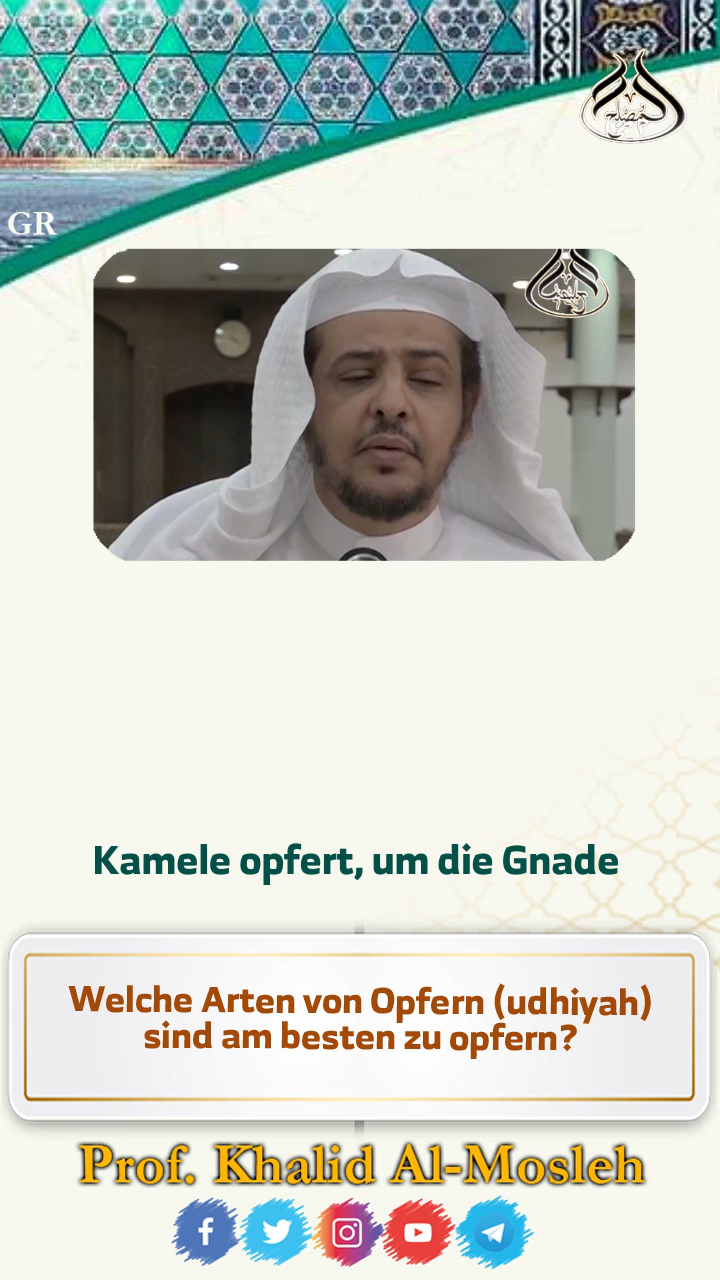 المصلح
GR
Kamele opfert, um die Gnade
Welche Arten von Opfern (udhiyah)
sind am besten zu opfern?
Prof. Khalid Al-Mosleh